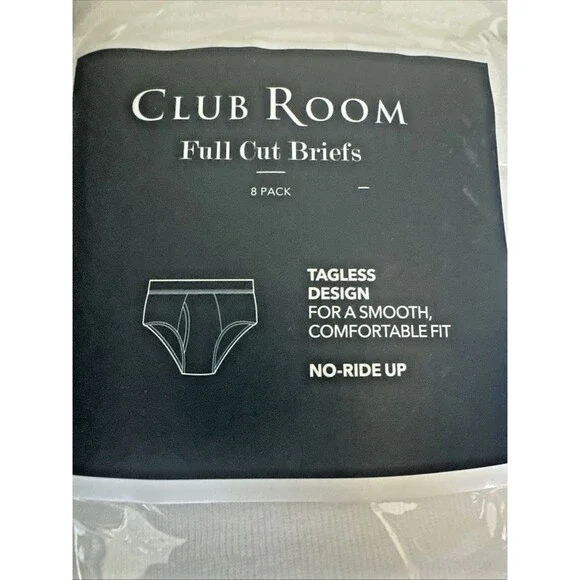 CLUB ROOM
Full Cut Briefs
8 PACK
TAGLESS
DESIGN
FOR A SMOOTH,
COMFORTABLE FIT
NO-RIDE UP